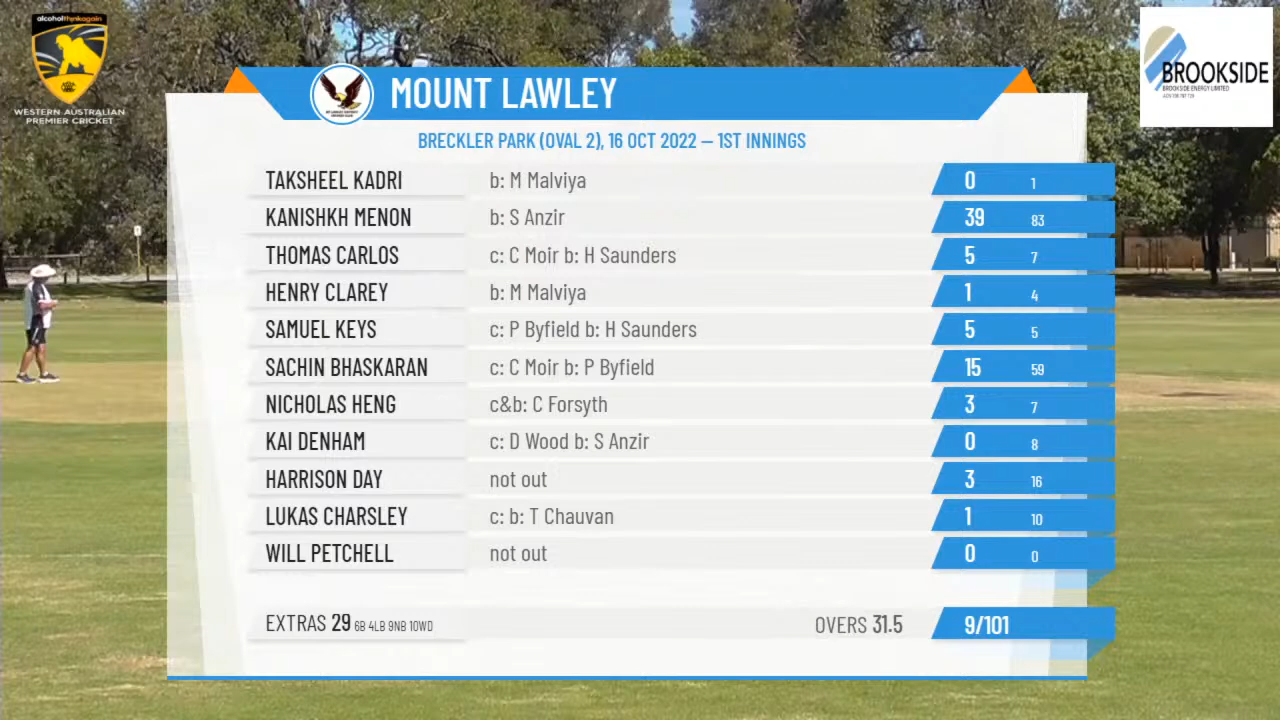 alcoholthinkagain
WESTERN AUSTRALIAN
PREMIER CRICKET
BROOKSIDE
BROOKSIDE ENERGY LIMITED
MOUNT LAWLEY
BRECKLER PARK (OVAL 2), 16 OCT 2022 – 1ST INNINGS
TAKSHEEL KADRI b: M Malviya 0 1
KANISHKH MENON b: S Anzir 39 83
THOMAS CARLOS c: C Moir b: H Saunders 5 7
HENRY CLAREY b: M Malviya 1 4
SAMUEL KEYS c: P Byfield b: H Saunders 5 5
SACHIN BHASKARAN c: C Moir b: P Byfield 15 59
NICHOLAS HENG c&b: C Forsyth 3 7
KAI DENHAM c: D Wood b: S Anzir 0 8
HARRISON DAY not out 3 16
LUKAS CHARSLEY c: b: T Chauvan 1 10
WILL PETCHELL not out 0 0
EXTRAS 29 6B 4LB 9NB 10WD OVERS 31.5 9/101